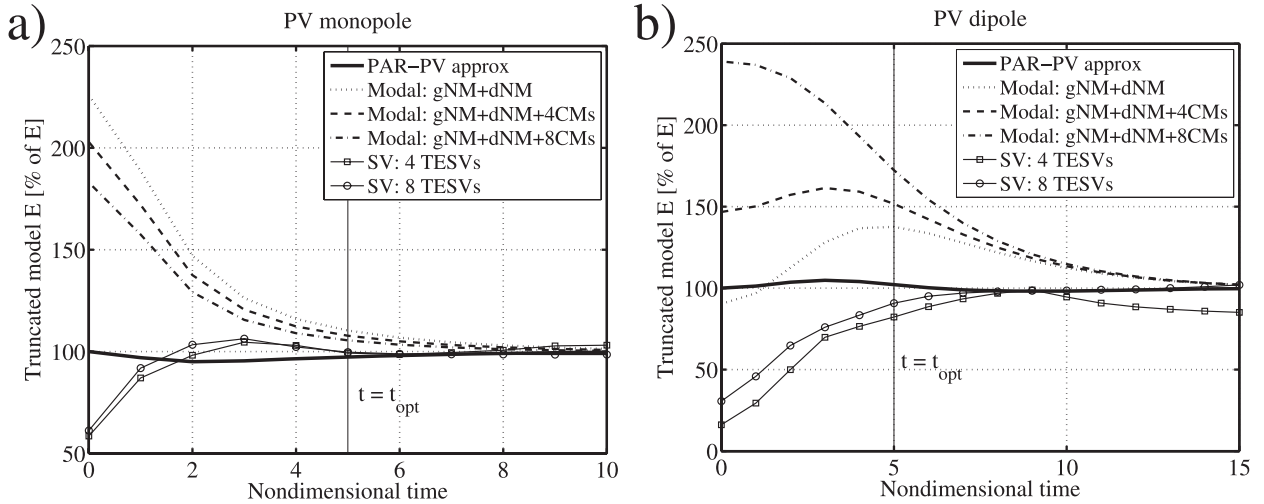 a)
PV monopole
Truncated model E [% of E]
250
200
150
100
50
PAR−PV approx
Modal: gNM+dNM
Modal: gNM+dNM+4CMs
Modal: gNM+dNM+8CMs
SV: 4 TESVs
SV: 8 TESVs
t = t_opt
0 2 4 6 8 10
Nondimensional time
b)
PV dipole
Truncated model E [% of E]
250
200
150
100
50
0
PAR−PV approx
Modal: gNM+dNM
Modal: gNM+dNM+4CMs
Modal: gNM+dNM+8CMs
SV: 4 TESVs
SV: 8 TESVs
t = t_opt
0 5 10 15
Nondimensional time